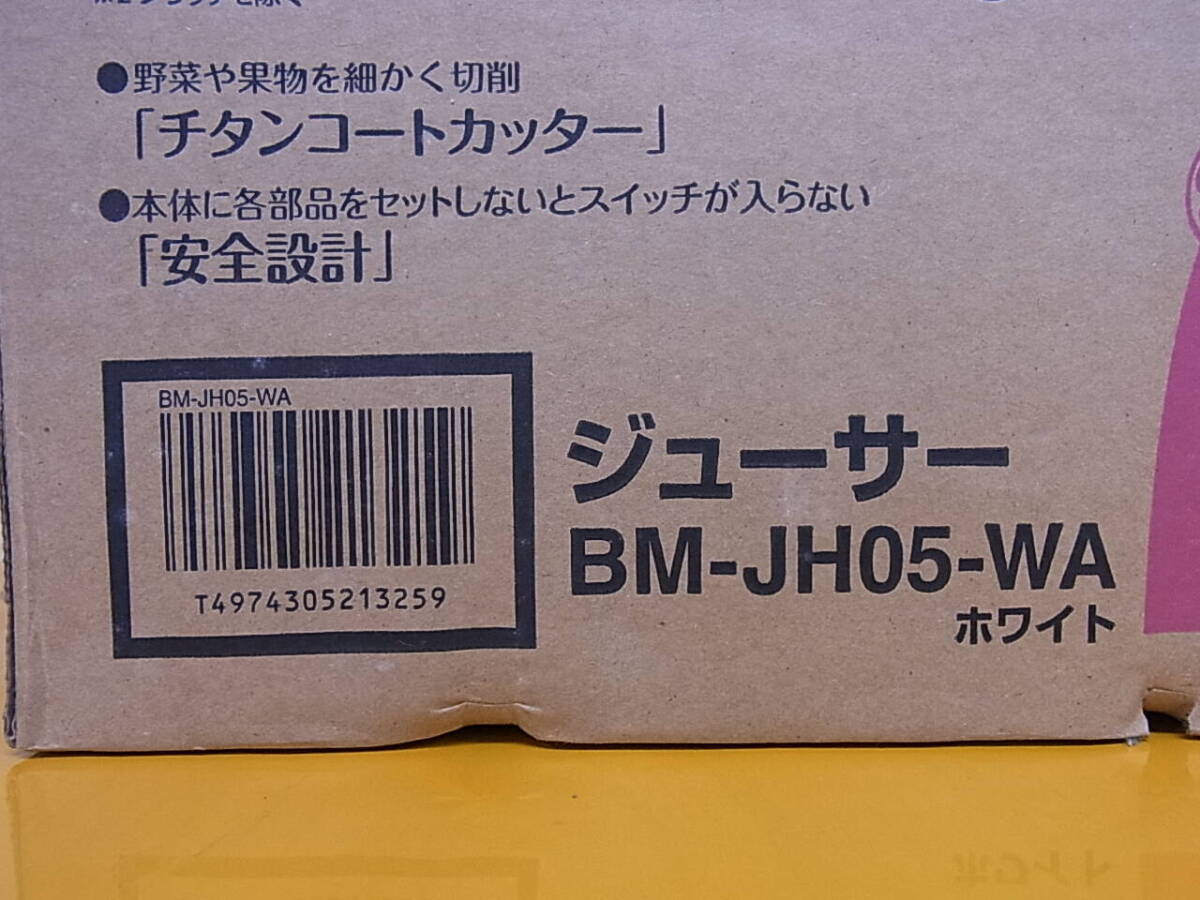 ●野菜や果物を細かく切削
「チタンコートカッター」
●本体に各部品をセットしないとスイッチが入らない
「安全設計」
BM-JH05-WA
T4974305213259
ジューサー
BM-JH05-WA
ホワイト